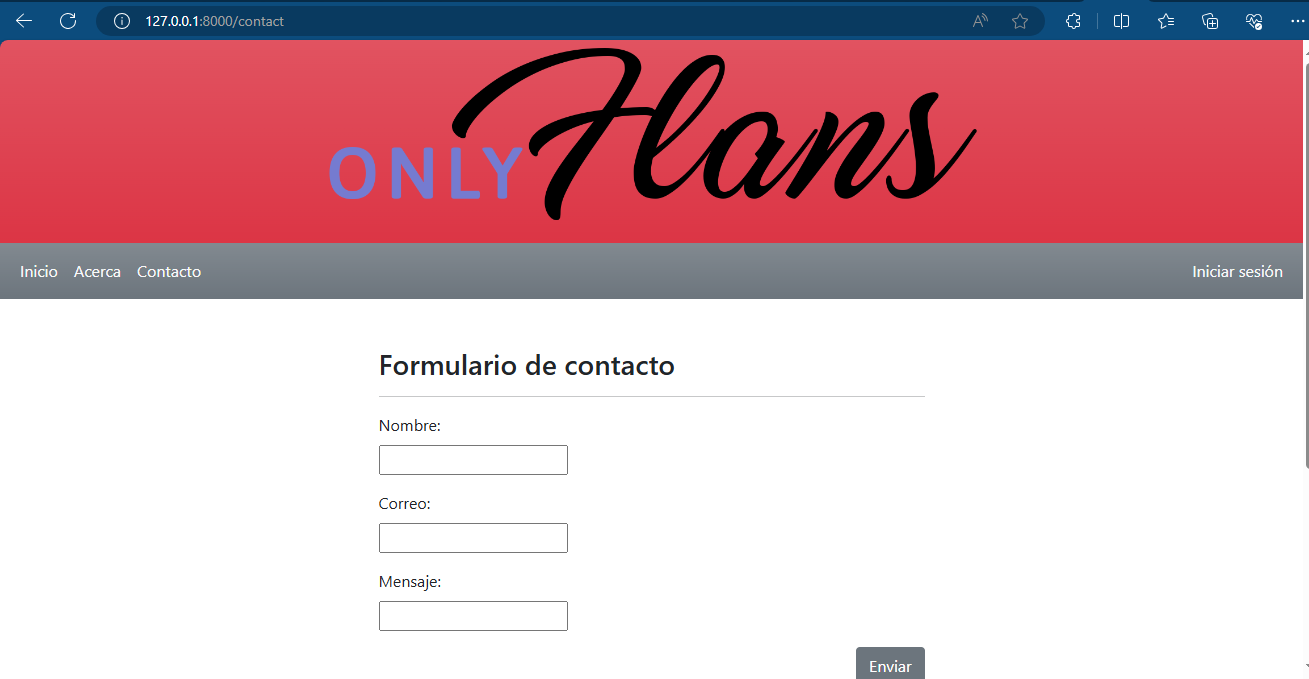 127.0.0.1:8000/contact
ONLY Flans
Inicio Acerca Contacto Iniciar sesión
Formulario de contacto
Nombre:
Correo:
Mensaje:
Enviar